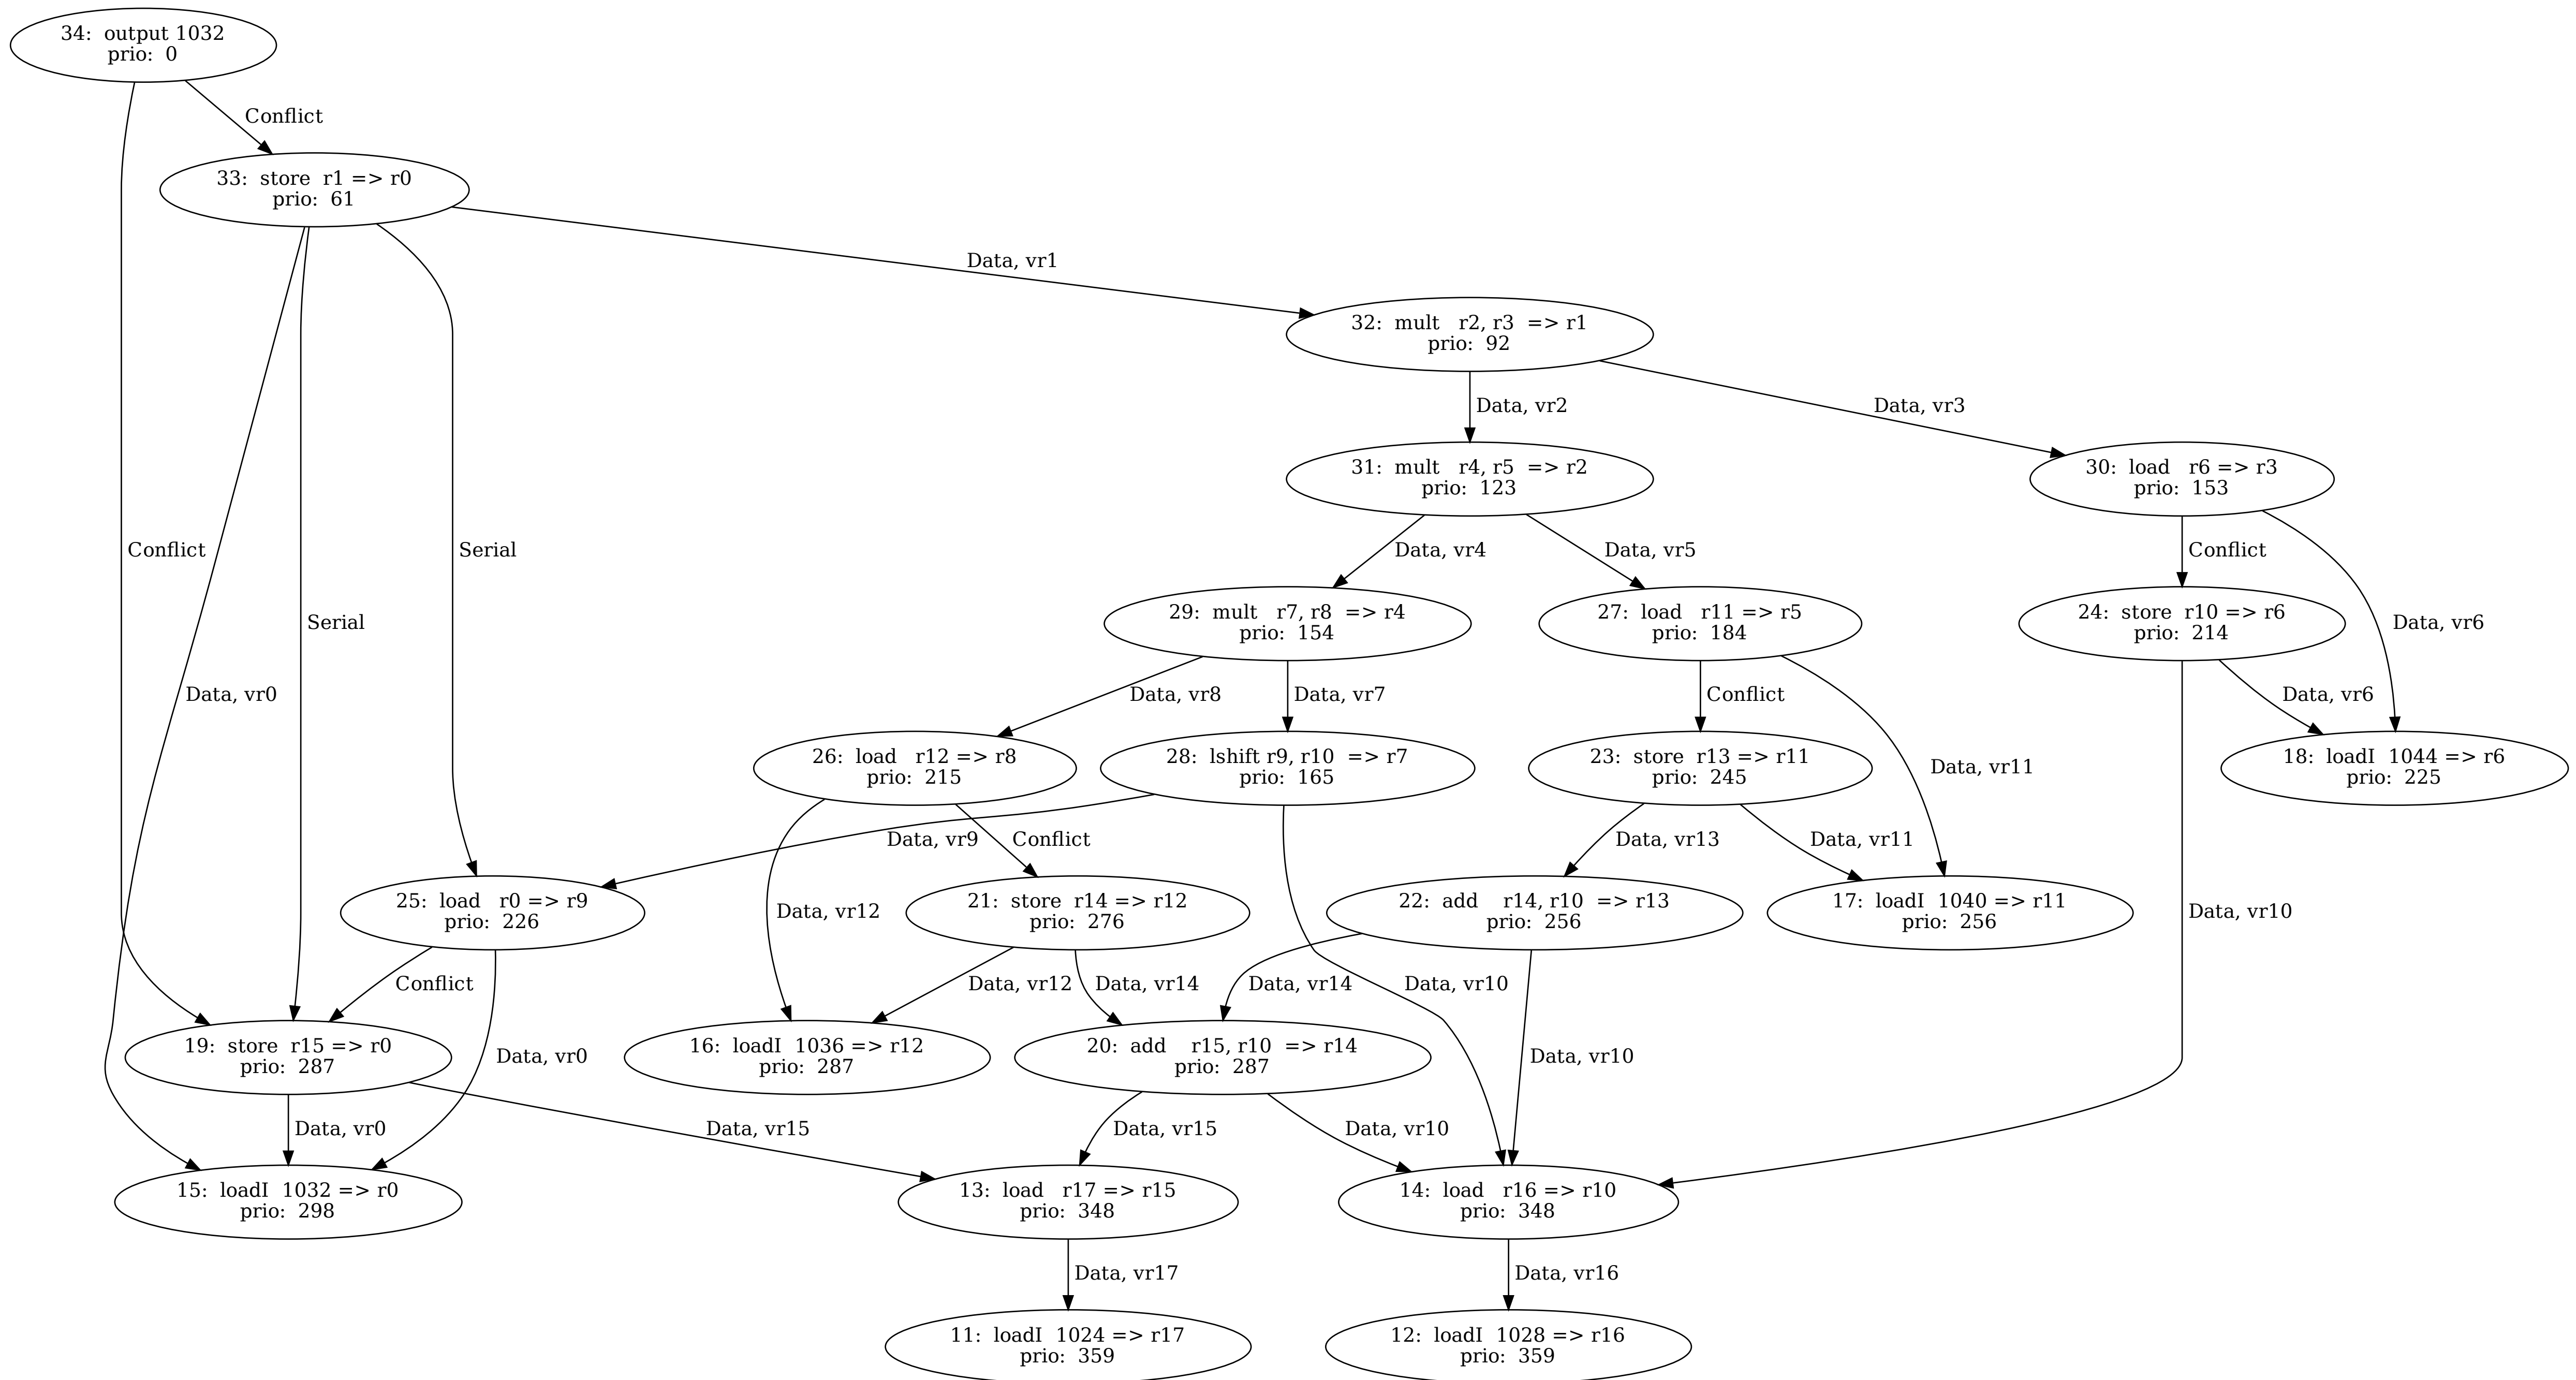 34:  output 1032
prio:  0
Conflict
33:  store  r1 => r0
prio:  61
Data, vr1
32:  mult   r2, r3  => r1
prio:  92
Data, vr2
Data, vr3
31:  mult   r4, r5  => r2
prio:  123
30:  load   r6 => r3
prio:  153
Conflict
Serial
Data, vr4
Data, vr5
Conflict
29:  mult   r7, r8  => r4
prio:  154
27:  load   r11 => r5
prio:  184
24:  store  r10 => r6
prio:  214
Serial
Data, vr6
Data, vr0
Data, vr8
Data, vr7
Conflict
Data, vr6
26:  load   r12 => r8
prio:  215
28:  lshift r9, r10  => r7
prio:  165
23:  store  r13 => r11
prio:  245
Data, vr11
18:  loadI  1044 => r6
prio:  225
Data, vr9
Conflict
Data, vr13
Data, vr11
25:  load   r0 => r9
prio:  226
Data, vr12
21:  store  r14 => r12
prio:  276
22:  add    r14, r10  => r13
prio:  256
17:  loadI  1040 => r11
prio:  256
Data, vr10
Conflict
Data, vr12
Data, vr14
Data, vr14
Data, vr10
19:  store  r15 => r0
prio:  287
Data, vr0
16:  loadI  1036 => r12
prio:  287
20:  add    r15, r10  => r14
prio:  287
Data, vr10
Data, vr0
Data, vr15
Data, vr15
Data, vr10
15:  loadI  1032 => r0
prio:  298
13:  load   r17 => r15
prio:  348
14:  load   r16 => r10
prio:  348
Data, vr17
Data, vr16
11:  loadI  1024 => r17
prio:  359
12:  loadI  1028 => r16
prio:  359